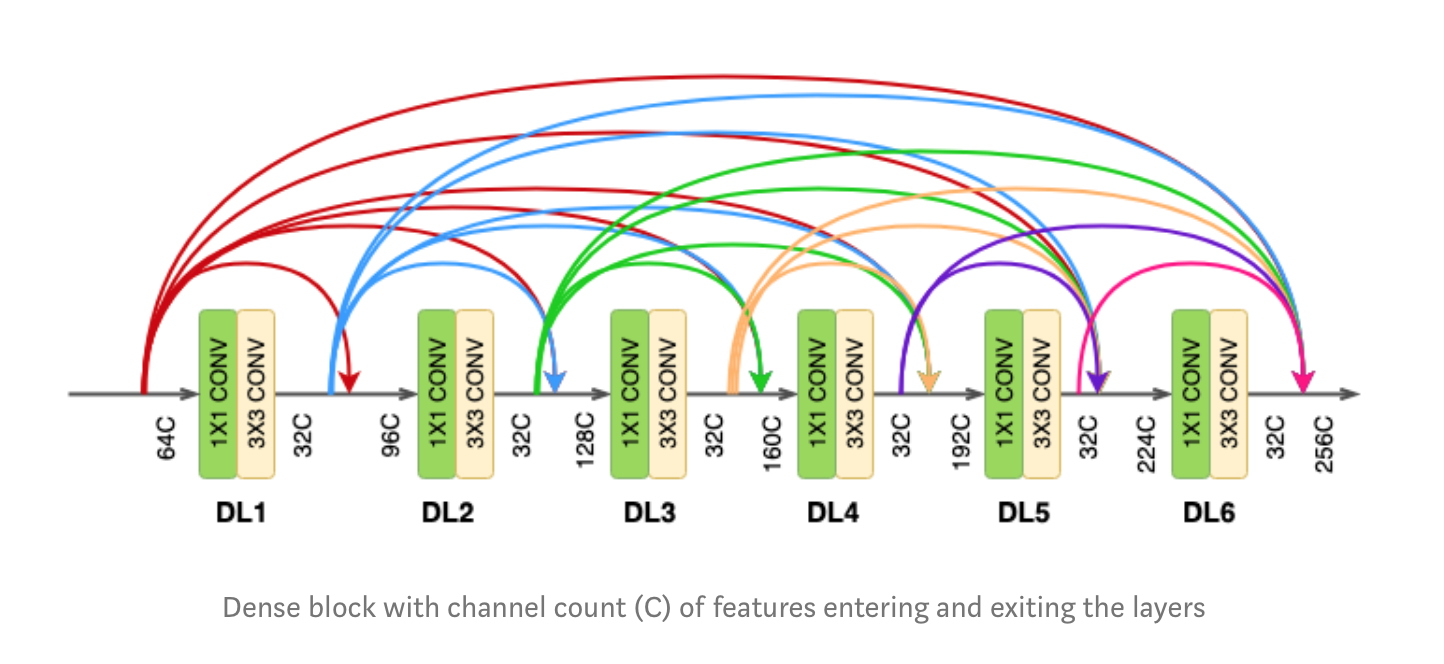 64C
1X1 CONV
3X3 CONV
32C
96C
1X1 CONV
3X3 CONV
32C
128C
1X1 CONV
3X3 CONV
32C
160C
1X1 CONV
3X3 CONV
32C
192C
1X1 CONV
3X3 CONV
32C
224C
1X1 CONV
3X3 CONV
32C
256C
DL1
DL2
DL3
DL4
DL5
DL6
Dense block with channel count (C) of features entering and exiting the layers